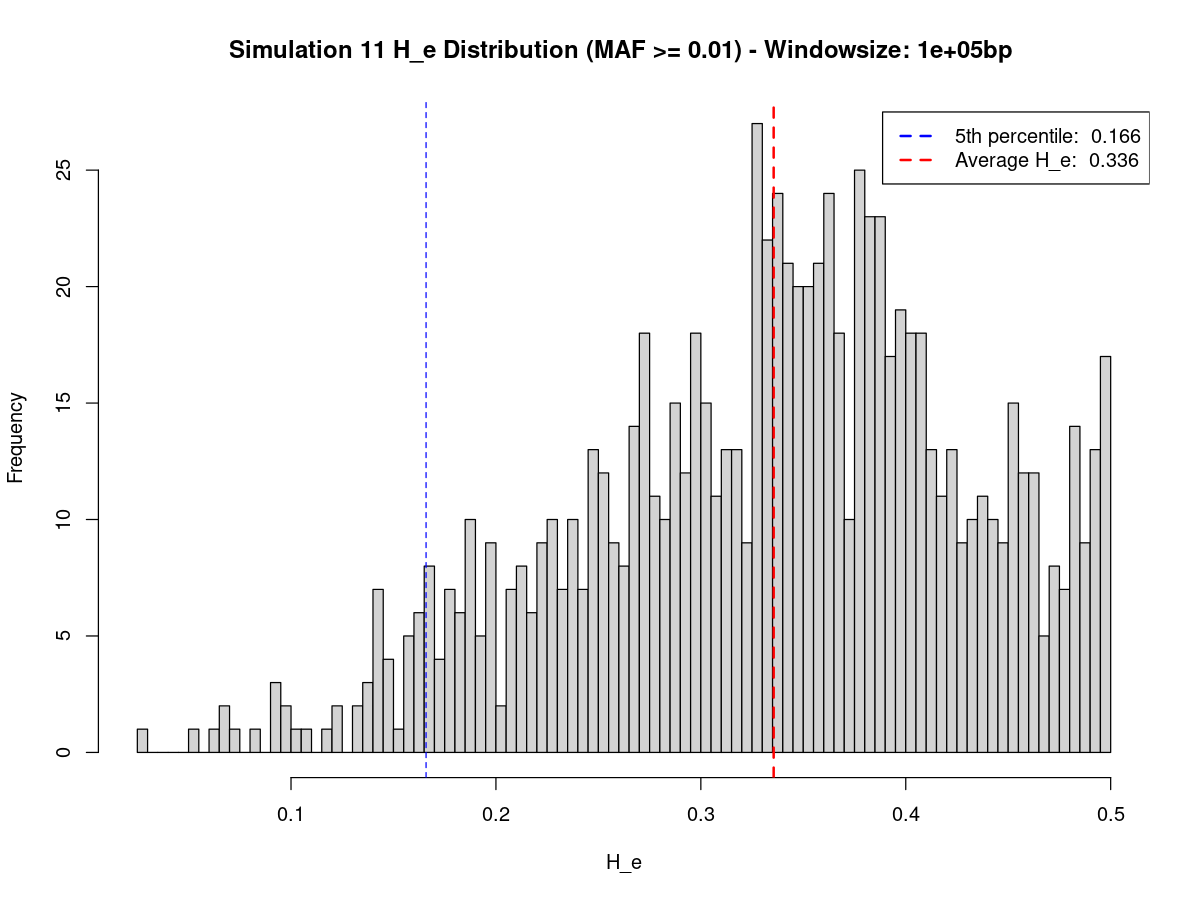 Simulation 11 H_e Distribution (MAF >= 0.01) - Windowsize: 1e+05bp
5th percentile: 0.166
Average H_e: 0.336
Frequency
25
20
15
10
5
0
0.1 0.2 0.3 0.4 0.5
H_e